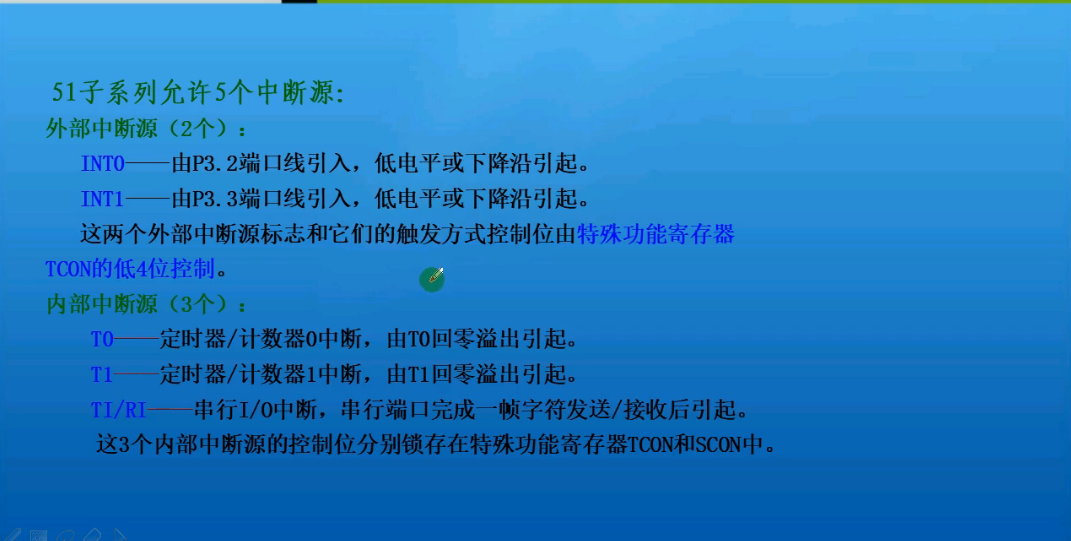 51子系列允许5个中断源:
外部中断源（2个）:
INT0——由P3.2端口线引入，低电平或下降沿引起。
INT1——由P3.3端口线引入，低电平或下降沿引起。
这两个外部中断源标志和它们的触发方式控制位由特殊功能寄存器
TCON的低4位控制。
内部中断源（3个）:
T0——定时器/计数器0中断，由T0回零溢出引起。
T1——定时器/计数器1中断，由T1回零溢出引起。
TI/RI——串行I/O中断，串行端口完成一帧字符发送/接收后引起。
这3个内部中断源的控制位分别锁存在特殊功能寄存器TCON和SCON中。